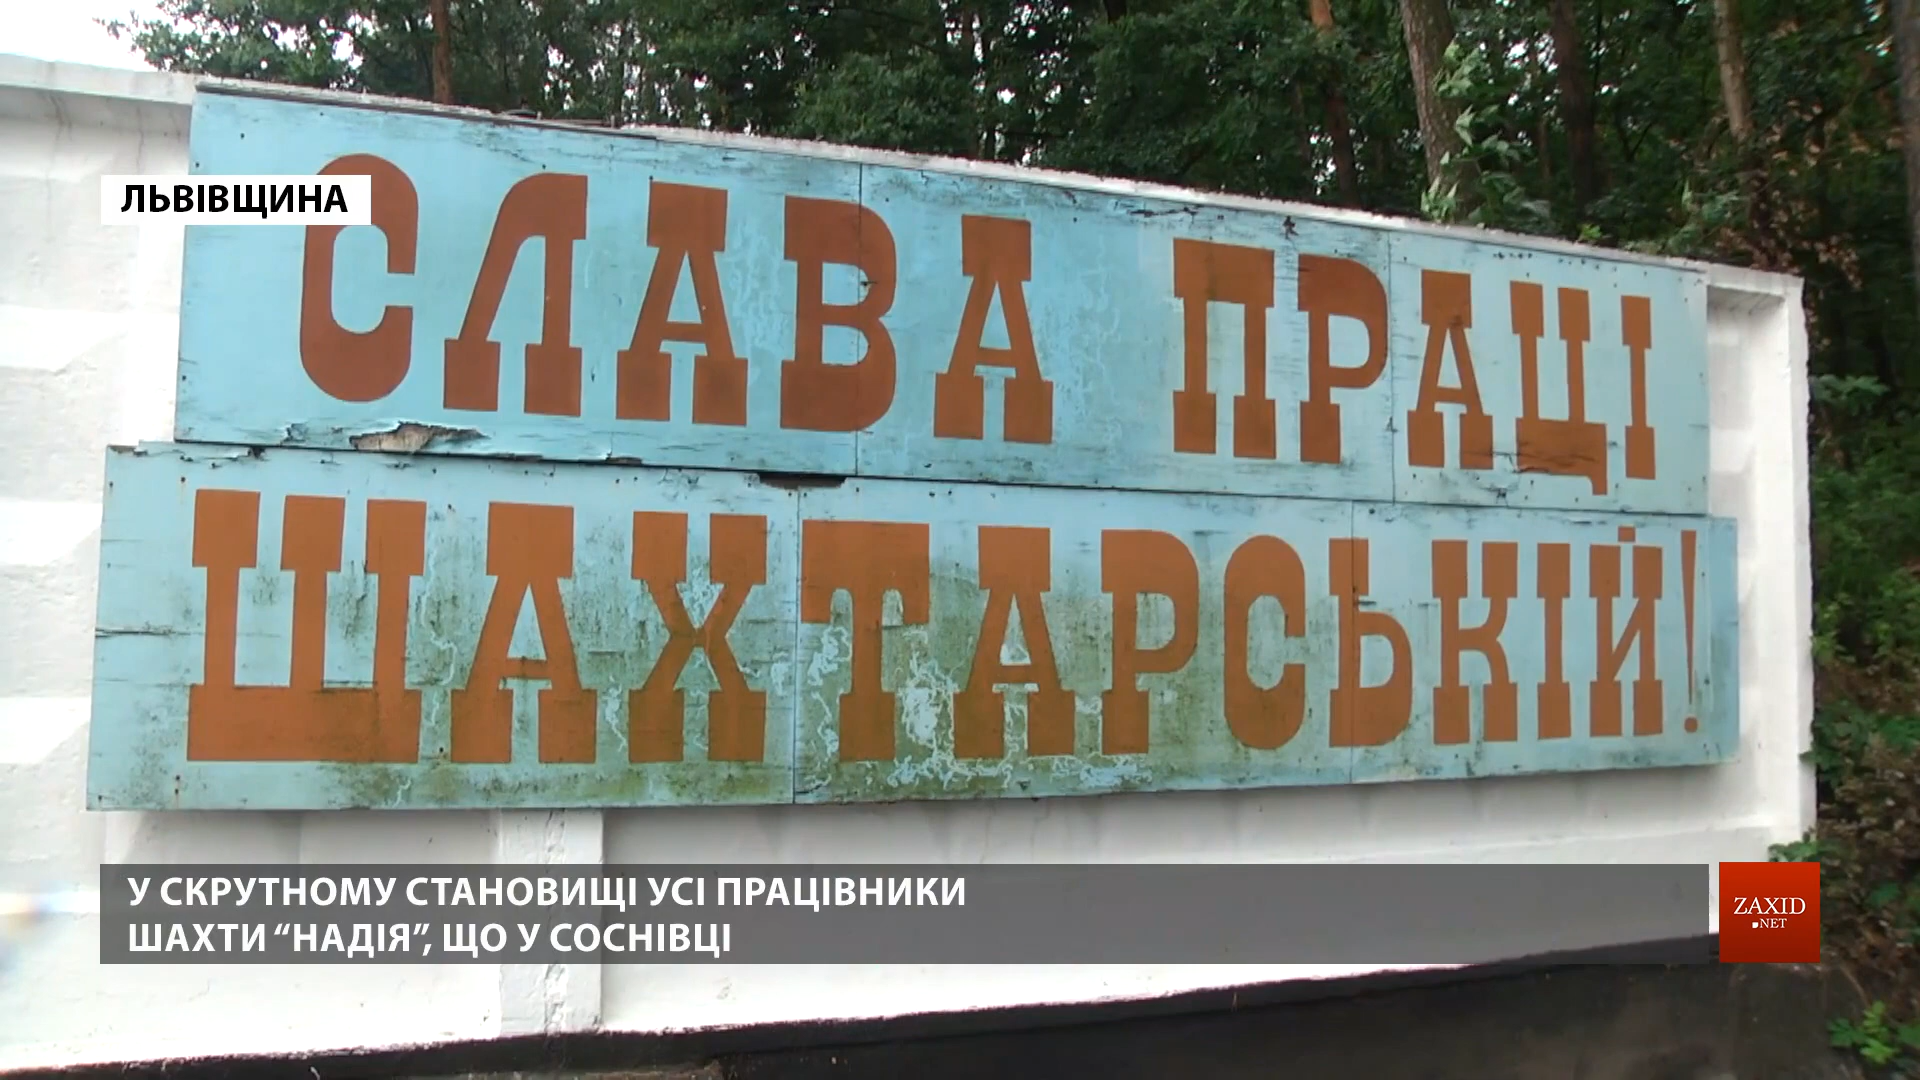 ЛЬВІВЩИНА
СЛАВА ПРАЦІ
ШАХТАРСЬКІЙ!
У СКРУТНОМУ СТАНОВИЩІ УСІ ПРАЦІВНИКИ
ШАХТИ “НАДІЯ”, ЩО У СОСНІВЦІ
ZAXID
.NET